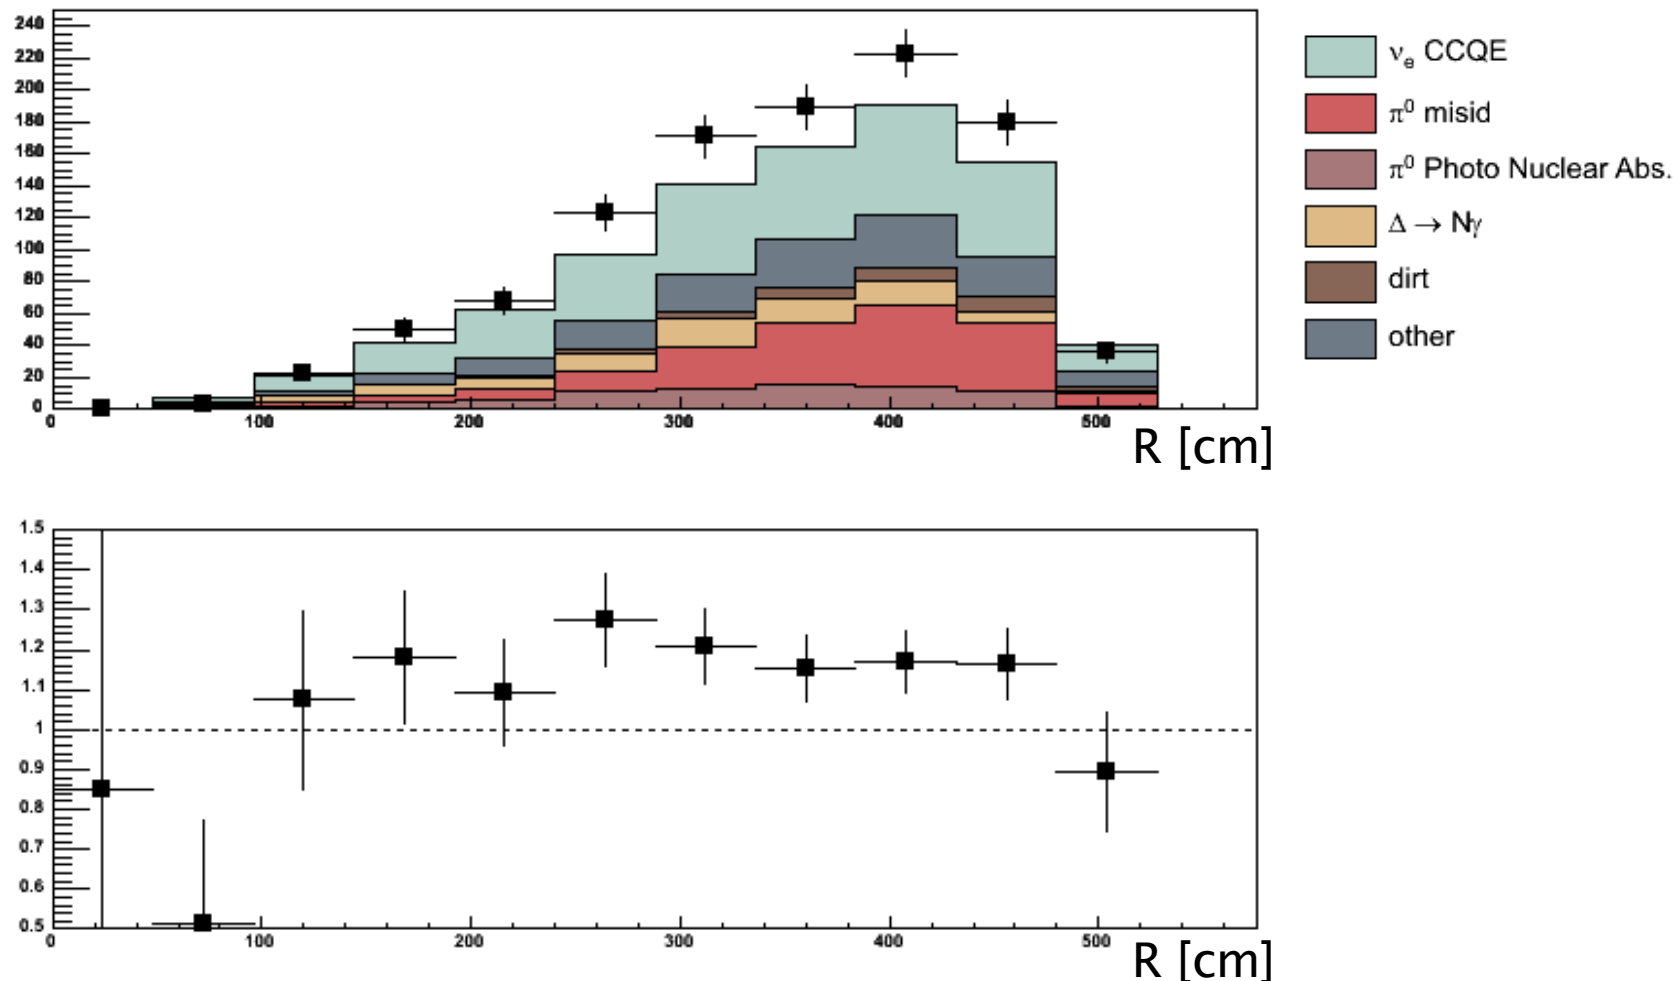 240
220
200
180
160
140
120
100
80
60
40
20
0
0 100 200 300 400 500
R [cm]
νe CCQE
π⁰ misid
π⁰ Photo Nuclear Abs.
Δ → Nγ
dirt
other
1.5
1.4
1.3
1.2
1.1
1
0.9
0.8
0.7
0.6
0.5
0 100 200 300 400 500
R [cm]